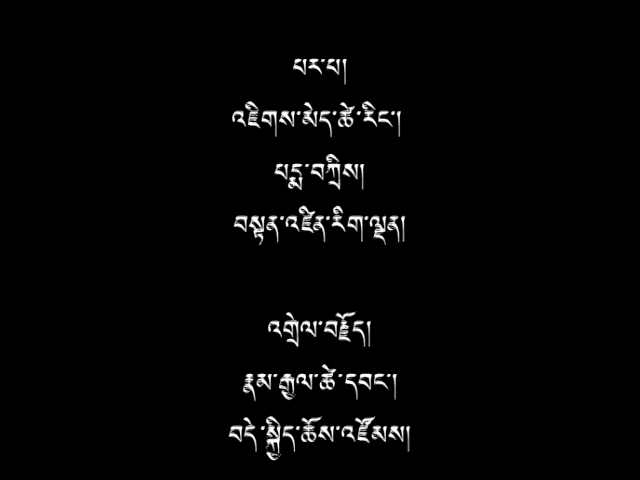 པར་པ།
འཇིགས་མེད་ཚེ་རིང་།
པདྨ་བཀྲིས།
བསྟན་འཛིན་རིག་ལྡན།
འགྲེལ་བརྗོད།
རྣམ་རྒྱལ་ཚེ་དབང་།
བདེ་སྐྱིད་ཆོས་འཛོམས།